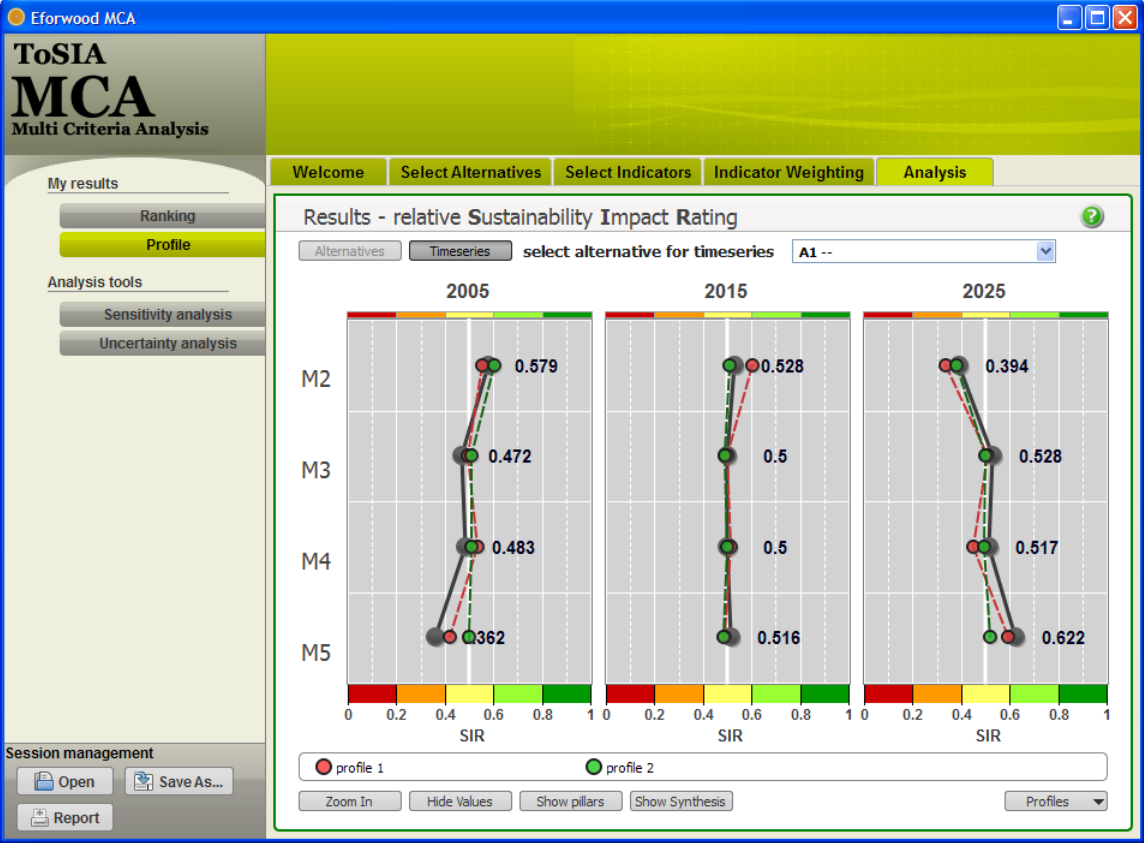 Eforwood MCA
ToSIA
MCA
Multi Criteria Analysis
Welcome
Select Alternatives
Select Indicators
Indicator Weighting
Analysis
My results
Ranking
Profile
Analysis tools
Sensitivity analysis
Uncertainty analysis
Results - relative Sustainability Impact Rating
?
Alternatives
Timeseries
select alternative for timeseries
A1 --
2005 2015 2025
M2 0.579 0.528 0.394
M3 0.472 0.5 0.528
M4 0.483 0.5 0.517
M5 .362 0.516 0.622
0 0.2 0.4 0.6 0.8 1 0 0.2 0.4 0.6 0.8 1 0 0.2 0.4 0.6 0.8 1
SIR SIR SIR
profile 1 profile 2
Zoom In
Hide Values
Show pillars
Show Synthesis
Profiles
Session management
Open
Save As...
Report